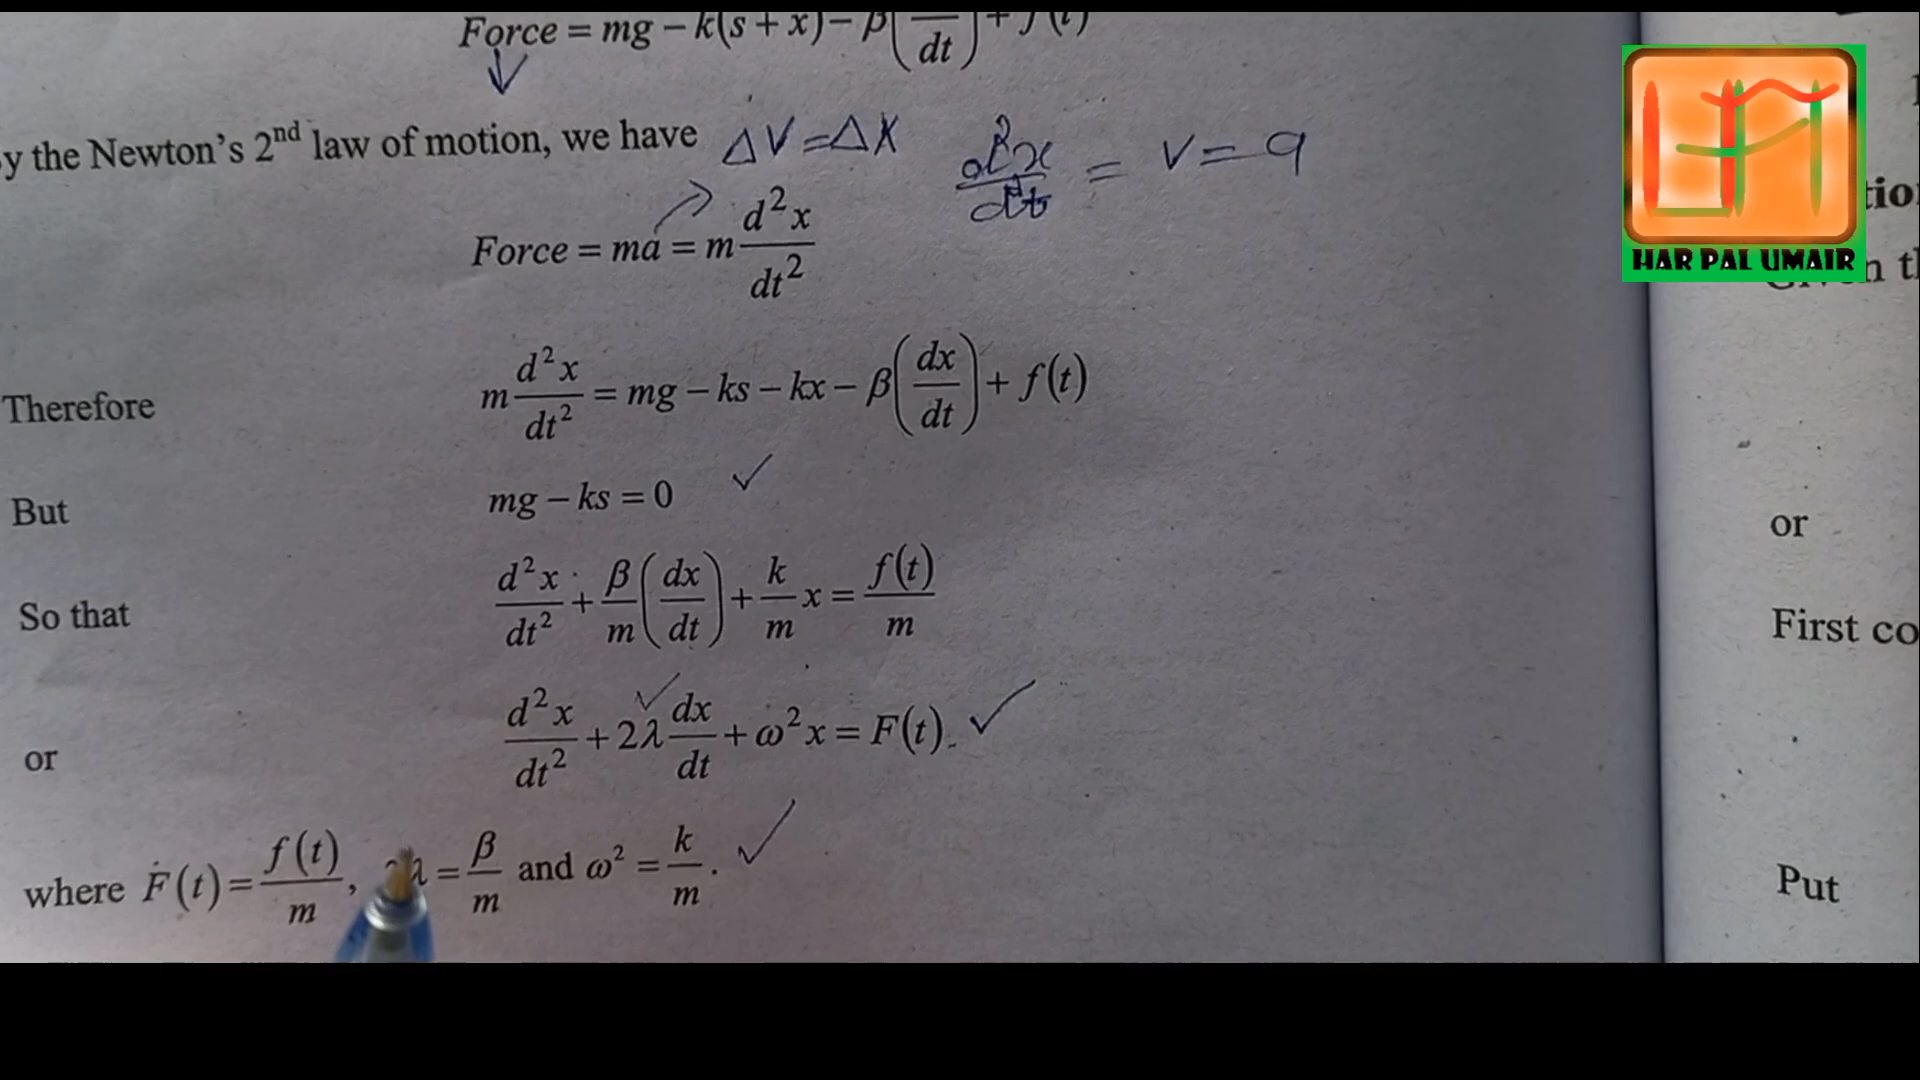 Force = mg − k(s + x) − β(    /dt) + f(t)
y the Newton's 2nd law of motion, we have ΔV = ΔX d²x/dt = V = 9
Force = ma = m d²x/dt²
Therefore m d²x/dt² = mg − ks − kx − β(dx/dt) + f(t)
But mg − ks = 0 ✓
So that d²x/dt² + β/m (dx/dt) + k/m x = f(t)/m
or d²x/dt² + 2λ dx/dt + ω²x = F(t). ✓
where F(t) = f(t)/m, λ = β/m and ω² = k/m. ✓
HAR PAL UMAIR
tio
n t
or
First co
Put